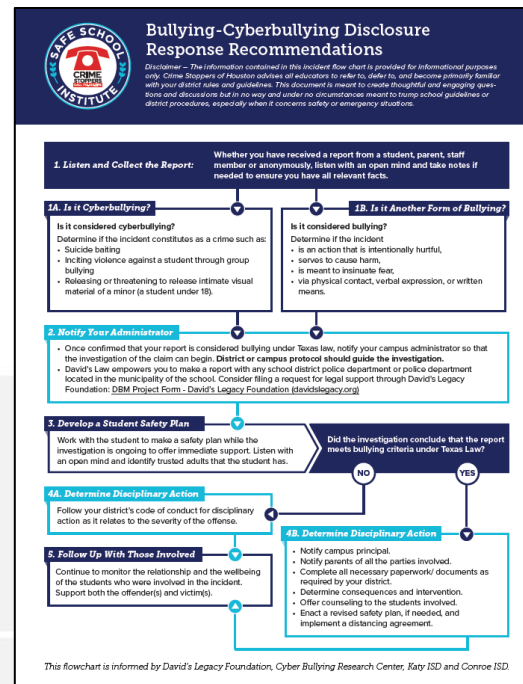 SAFE SCHOOL
CRIME
STOPPERS
INSTITUTE
Bullying-Cyberbullying Disclosure
Response Recommendations
Disclaimer — The information contained in this incident flow chart is provided for informational purposes
only. Crime Stoppers of Houston advises all educators to refer to, defer to, and become primarily familiar
with your district rules and guidelines. This document is meant to create thoughtful and engaging ques-
tions and discussions but in no way and under no circumstances meant to trump school guidelines or
district procedures, especially when it concerns safety or emergency situations.
1. Listen and Collect the Report:
Whether you have received a report from a student, parent, staff
member or anonymously, listen with an open mind and take notes if
needed to ensure you have all relevant facts.
1A. Is it Cyberbullying?
Is it considered cyberbullying?
Determine if the incident constitutes as a crime such as:
• Suicide baiting
• Inciting violence against a student through group
bullying
• Releasing or threatening to release intimate visual
material of a minor (a student under 18).
1B. Is it Another Form of Bullying?
Is it considered bullying?
Determine if the incident
• is an action that is intentionally hurtful,
• serves to cause harm,
• is meant to insinuate fear,
• via physical contact, verbal expression, or written
means.
2. Notify Your Administrator
• Once confirmed that your report is considered bullying under Texas law, notify your campus administrator so that
the investigation of the claim can begin. District or campus protocol should guide the investigation.
• David's Law empowers you to make a report with any school district police department or police department
located in the municipality of the school. Consider filing a request for legal support through David's Legacy
Foundation: DBM Project Form - David's Legacy Foundation (davidslegacy.org)
3. Develop a Student Safety Plan
Work with the student to make a safety plan while the
investigation is ongoing to offer immediate support. Listen with
an open mind and identify trusted adults that the student has.
Did the investigation conclude that the report
meets bullying criteria under Texas Law?
NO
YES
4A. Determine Disciplinary Action
Follow your district's code of conduct for disciplinary
action as it relates to the severity of the offense.
4B. Determine Disciplinary Action
• Notify campus principal.
• Notify parents of all the parties involved.
• Complete all necessary paperwork/ documents as
required by your district.
• Determine consequences and intervention.
• Offer counseling to the students involved.
• Enact a revised safety plan, if needed, and
implement a distancing agreement.
5. Follow Up With Those Involved
Continue to monitor the relationship and the wellbeing
of the students who were involved in the incident.
Support both the offender(s) and victim(s).
This flowchart is informed by David's Legacy Foundation, Cyber Bullying Research Center, Katy ISD and Conroe ISD.